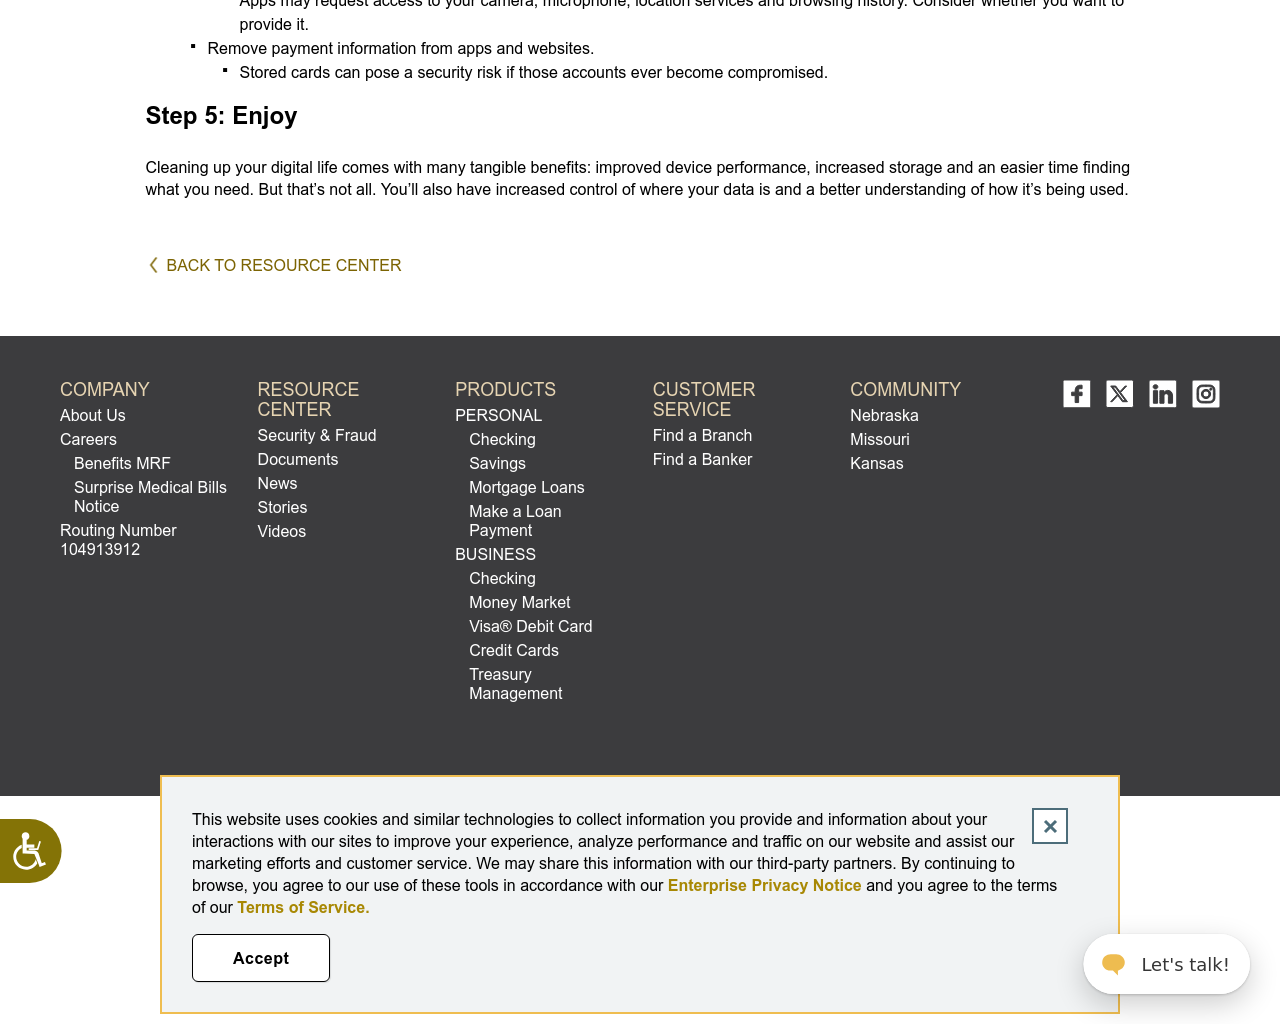 Apps may request access to your camera, microphone, location services and browsing history. Consider whether you want to
provide it.
Remove payment information from apps and websites.
Stored cards can pose a security risk if those accounts ever become compromised.
Step 5: Enjoy
Cleaning up your digital life comes with many tangible benefits: improved device performance, increased storage and an easier time finding
what you need. But that’s not all. You’ll also have increased control of where your data is and a better understanding of how it’s being used.
BACK TO RESOURCE CENTER
COMPANY
About Us
Careers
Benefits MRF
Surprise Medical Bills
Notice
Routing Number
104913912
RESOURCE
CENTER
Security & Fraud
Documents
News
Stories
Videos
PRODUCTS
PERSONAL
Checking
Savings
Mortgage Loans
Make a Loan
Payment
BUSINESS
Checking
Money Market
Visa® Debit Card
Credit Cards
Treasury
Management
CUSTOMER
SERVICE
Find a Branch
Find a Banker
COMMUNITY
Nebraska
Missouri
Kansas
This website uses cookies and similar technologies to collect information you provide and information about your
interactions with our sites to improve your experience, analyze performance and traffic on our website and assist our
marketing efforts and customer service. We may share this information with our third-party partners. By continuing to
browse, you agree to our use of these tools in accordance with our Enterprise Privacy Notice and you agree to the terms
of our Terms of Service.
Accept
Let's talk!